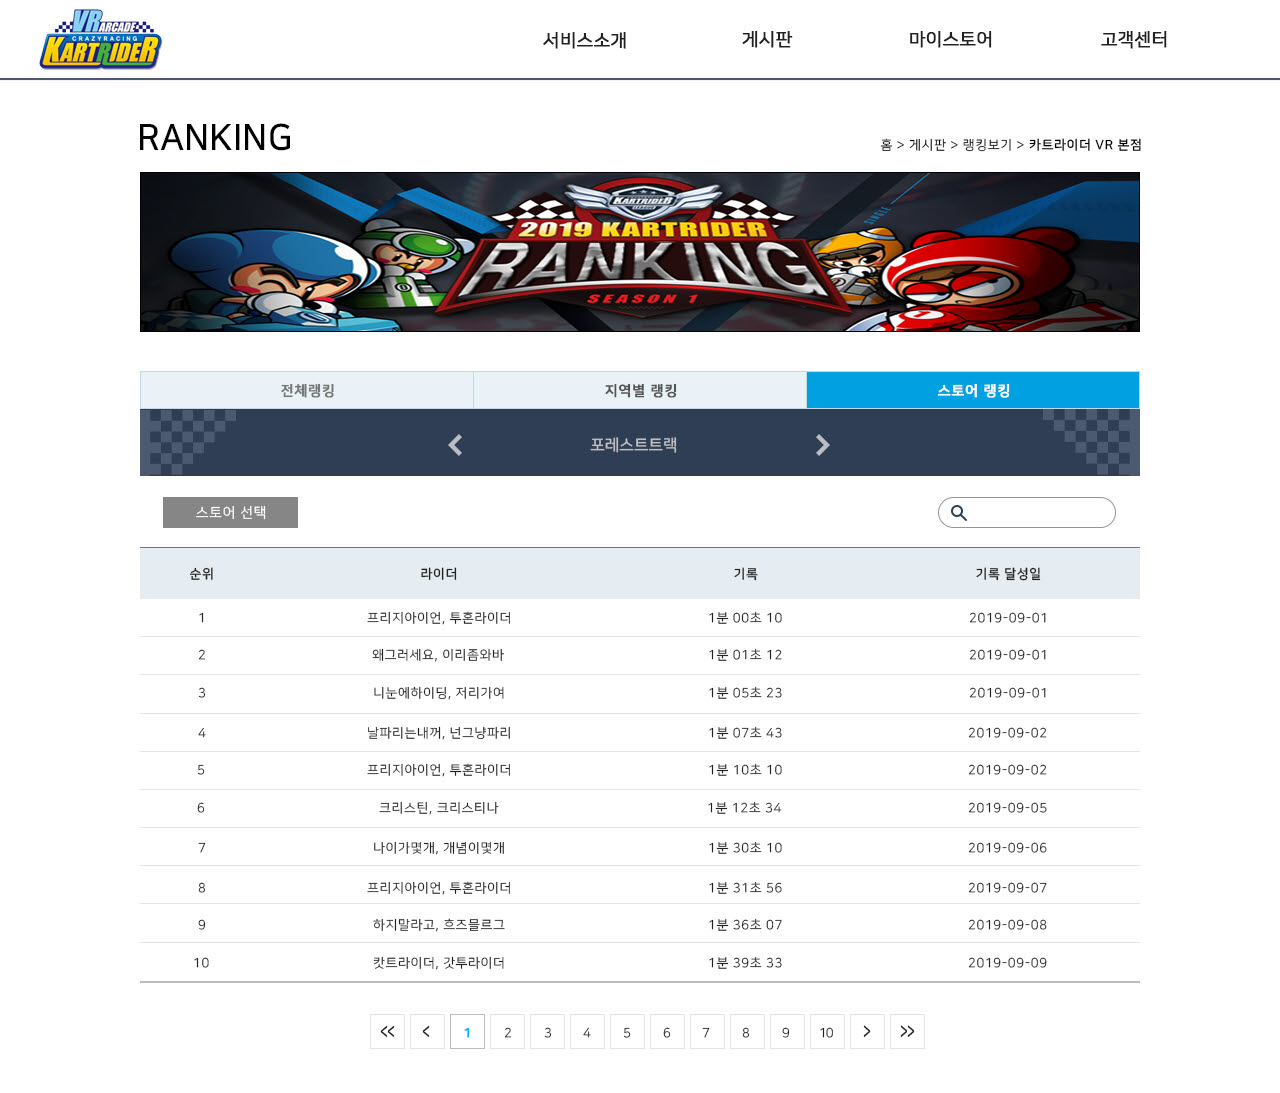 VR ARCADE
CRAZYRACING
KARTRIDER
서비스소개 게시판 마이스토어 고객센터
RANKING
홈 > 게시판 > 랭킹보기 > 카트라이더 VR 본점
KARTRIDER
LEAGUE
SINGLE
2019 KARTRIDER
RANKING
SEASON 1
전체랭킹 지역별 랭킹 스토어 랭킹
포레스트트랙
스토어 선택
순위 라이더 기록 기록 달성일
1 프리지아이언, 투혼라이더 1분 00초 10 2019-09-01
2 왜그러세요, 이리좀와바 1분 01초 12 2019-09-01
3 니눈에하이딩, 저리가여 1분 05초 23 2019-09-01
4 날파리는내꺼, 넌그냥파리 1분 07초 43 2019-09-02
5 프리지아이언, 투혼라이더 1분 10초 10 2019-09-02
6 크리스틴, 크리스티나 1분 12초 34 2019-09-05
7 나이가몇개, 개념이몇개 1분 30초 10 2019-09-06
8 프리지아이언, 투혼라이더 1분 31초 56 2019-09-07
9 하지말라고, 흐즈믈르그 1분 36초 07 2019-09-08
10 캇트라이더, 갓투라이더 1분 39초 33 2019-09-09
<< < 1 2 3 4 5 6 7 8 9 10 > >>